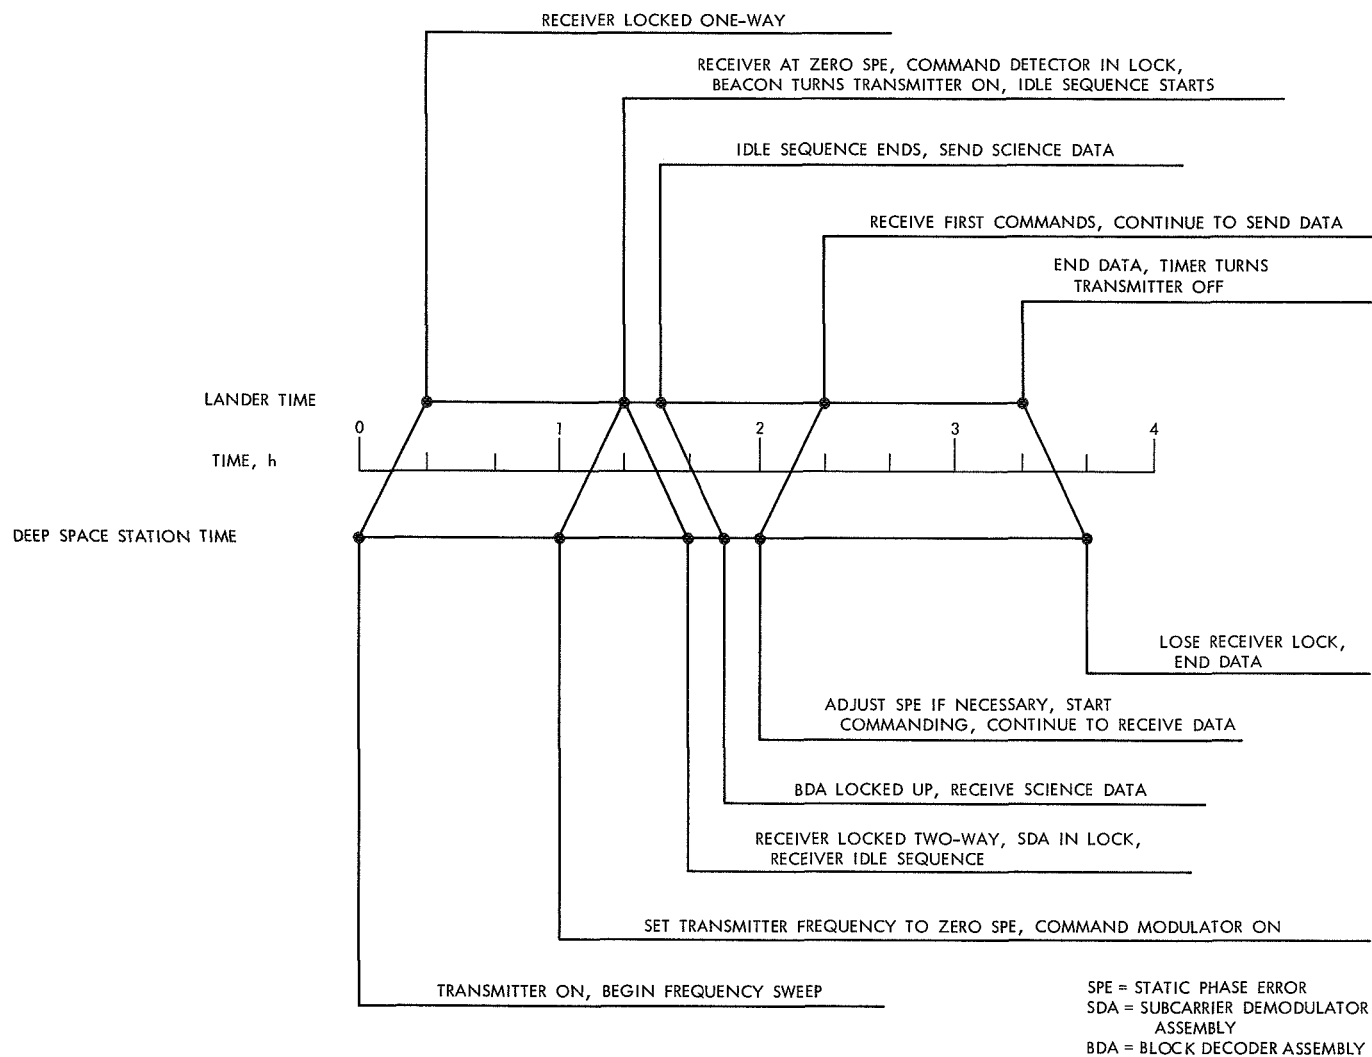 RECEIVER LOCKED ONE-WAY
RECEIVER AT ZERO SPE, COMMAND DETECTOR IN LOCK,
BEACON TURNS TRANSMITTER ON, IDLE SEQUENCE STARTS
IDLE SEQUENCE ENDS, SEND SCIENCE DATA
RECEIVE FIRST COMMANDS, CONTINUE TO SEND DATA
END DATA, TIMER TURNS
TRANSMITTER OFF
LANDER TIME
0 1 2 3 4
TIME, h
DEEP SPACE STATION TIME
LOSE RECEIVER LOCK,
END DATA
ADJUST SPE IF NECESSARY, START
COMMANDING, CONTINUE TO RECEIVE DATA
BDA LOCKED UP, RECEIVE SCIENCE DATA
RECEIVER LOCKED TWO-WAY, SDA IN LOCK,
RECEIVER IDLE SEQUENCE
SET TRANSMITTER FREQUENCY TO ZERO SPE, COMMAND MODULATOR ON
TRANSMITTER ON, BEGIN FREQUENCY SWEEP
SPE = STATIC PHASE ERROR
SDA = SUBCARRIER DEMODULATOR
ASSEMBLY
BDA = BLOCK DECODER ASSEMBLY